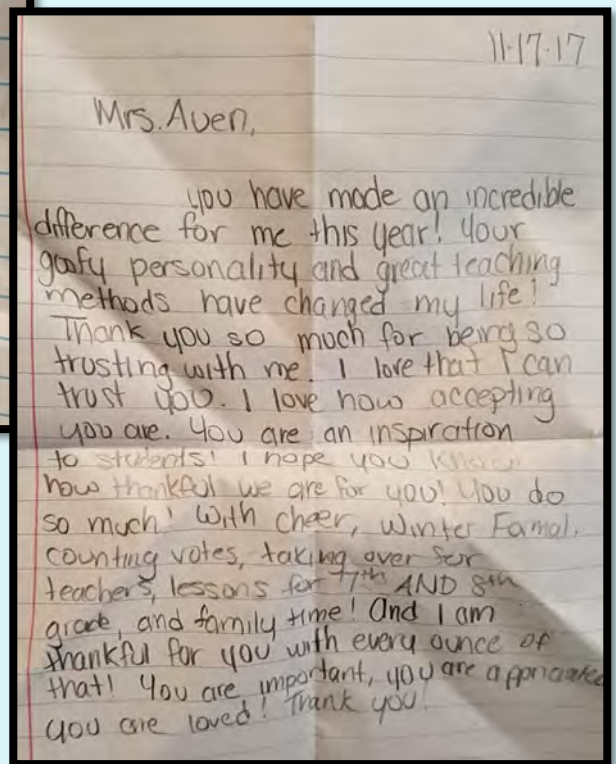 11-17-17
Mrs. Aven,
you have made an incredible
difference for me this year! Your
goofy personality and great teaching
methods have changed my life!
Thank you so much for being so
trusting with me. I love that I can
trust you. I love how accepting
you are. You are an inspiration
to students! I hope you know
how thankful we are for you! You do
so much! With cheer, Winter Formal,
counting votes, taking over for
teachers, lessons for 7th AND 8th
grade, and family time! And I am
thankful for you with every ounce of
that! You are important, you are appriciated
you are loved! Thank you!